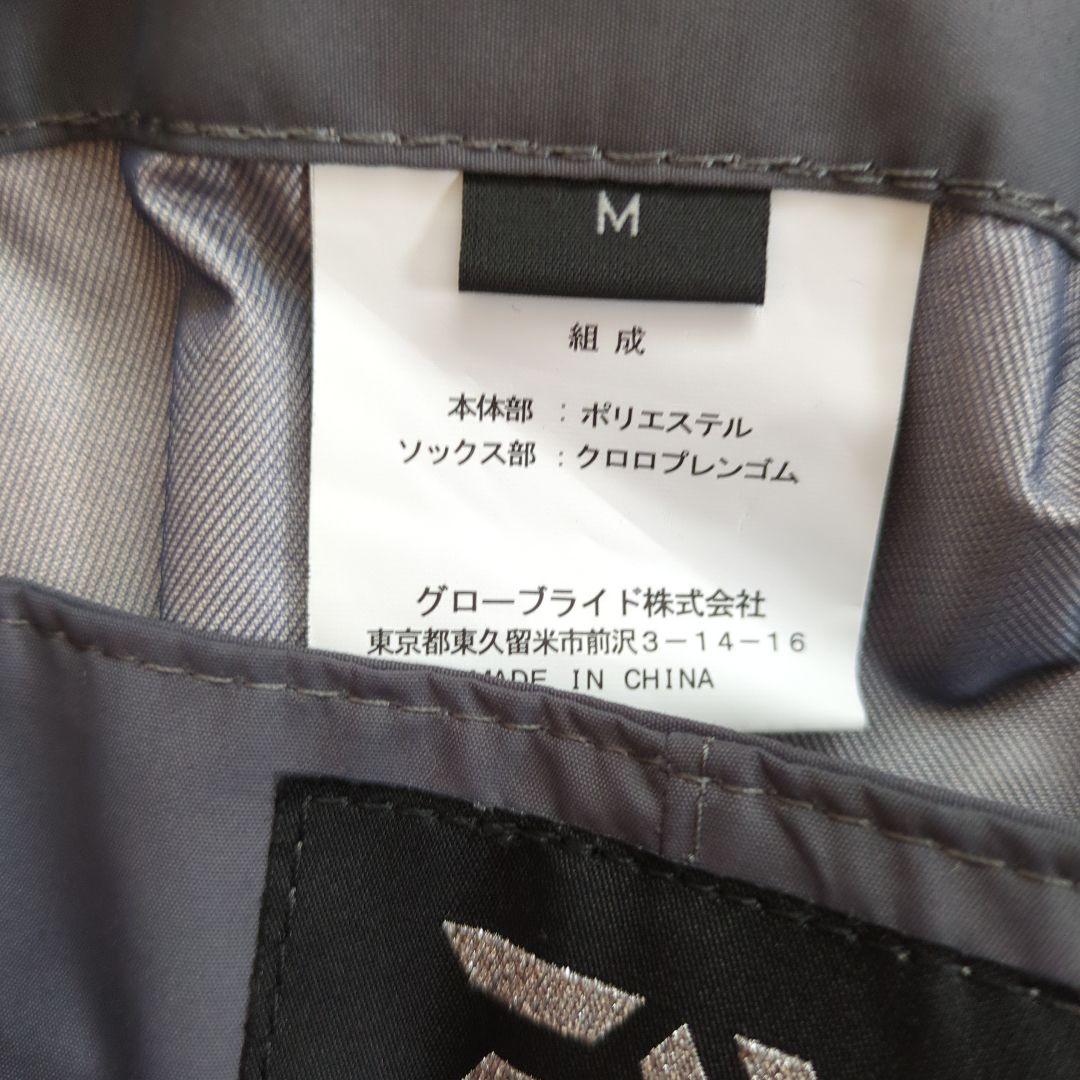 M
組成
本体部 : ポリエステル
ソックス部 : クロロプレンゴム
グローブライド株式会社
東京都東久留米市前沢3-14-16
MADE IN CHINA